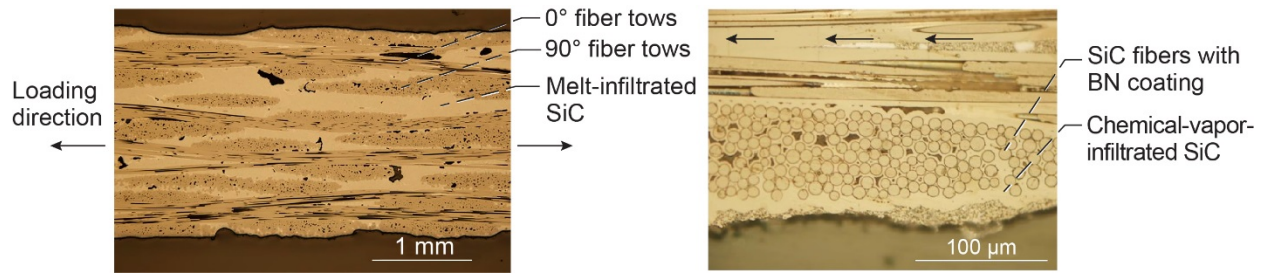 0° fiber tows
90° fiber tows
Melt-infiltrated
SiC
Loading
direction
1 mm
SiC fibers with
BN coating
Chemical-vapor-
infiltrated SiC
100 µm